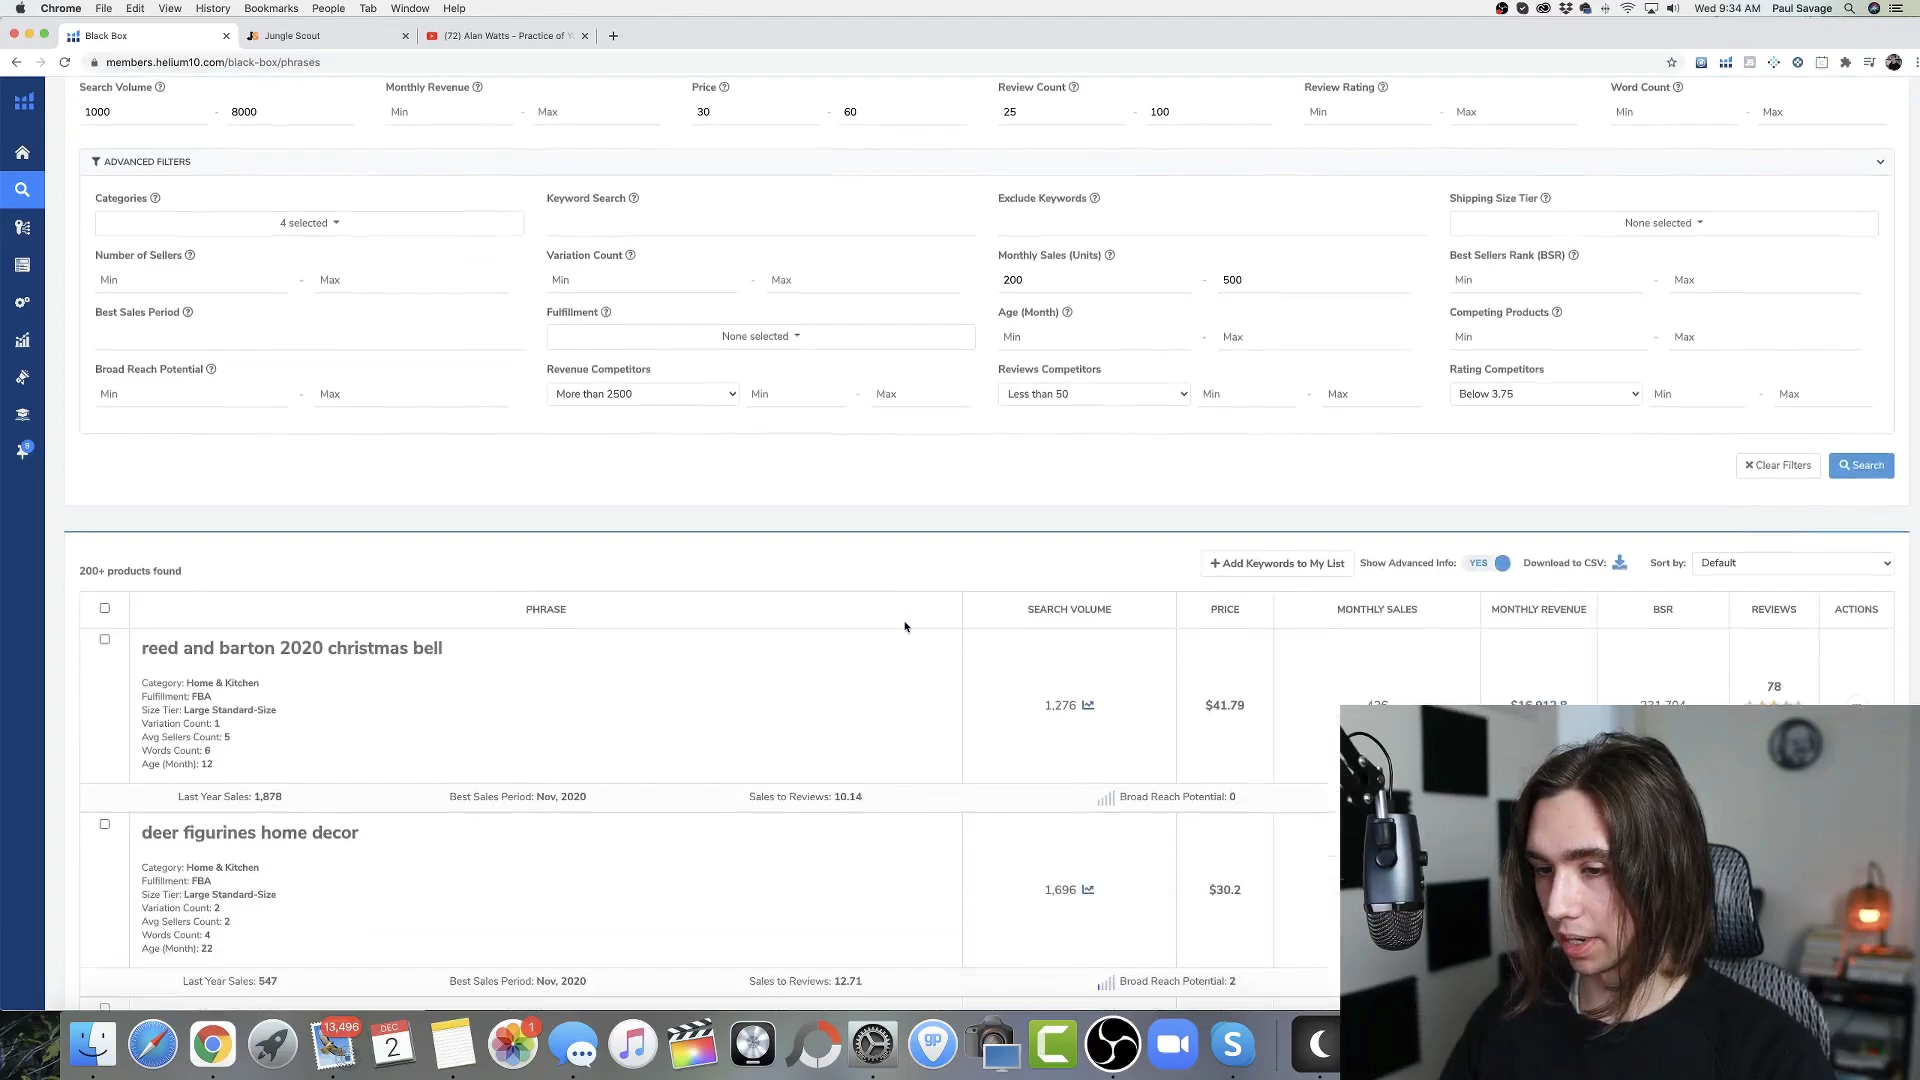 Chrome File Edit View History Bookmarks People Tab Window Help Wed 9:34 AM Paul Savage
Black Box Jungle Scout (72) Alan Watts - Practice of Y
members.helium10.com/black-box/phrases
Search Volume Monthly Revenue Price Review Count Review Rating Word Count
1000 - 8000 Min - Max 30 - 60 25 - 100 Min - Max Min - Max
ADVANCED FILTERS
Categories Keyword Search Exclude Keywords Shipping Size Tier
4 selected None selected
Number of Sellers Variation Count Monthly Sales (Units) Best Sellers Rank (BSR)
Min - Max Min - Max 200 - 500 Min - Max
Best Sales Period Fulfillment Age (Month) Competing Products
None selected Min - Max Min - Max
Broad Reach Potential Revenue Competitors Reviews Competitors Rating Competitors
Min - Max More than 2500 Min - Max Less than 50 Min - Max Below 3.75 Min - Max
Clear Filters Search
200+ products found + Add Keywords to My List Show Advanced Info: YES Download to CSV: Sort by: Default
PHRASE SEARCH VOLUME PRICE MONTHLY SALES MONTHLY REVENUE BSR REVIEWS ACTIONS
reed and barton 2020 christmas bell
Category: Home & Kitchen
Fulfillment: FBA
Size Tier: Large Standard-Size
Variation Count: 1
Avg Sellers Count: 5
Words Count: 6
Age (Month): 12
1,276 $41.79 78
Last Year Sales: 1,878 Best Sales Period: Nov, 2020 Sales to Reviews: 10.14 Broad Reach Potential: 0
deer figurines home decor
Category: Home & Kitchen
Fulfillment: FBA
Size Tier: Large Standard-Size
Variation Count: 2
Avg Sellers Count: 2
Words Count: 4
Age (Month): 22
1,696 $30.2
Last Year Sales: 547 Best Sales Period: Nov, 2020 Sales to Reviews: 12.71 Broad Reach Potential: 2
8
13,496 DEC 2 1 gp C S